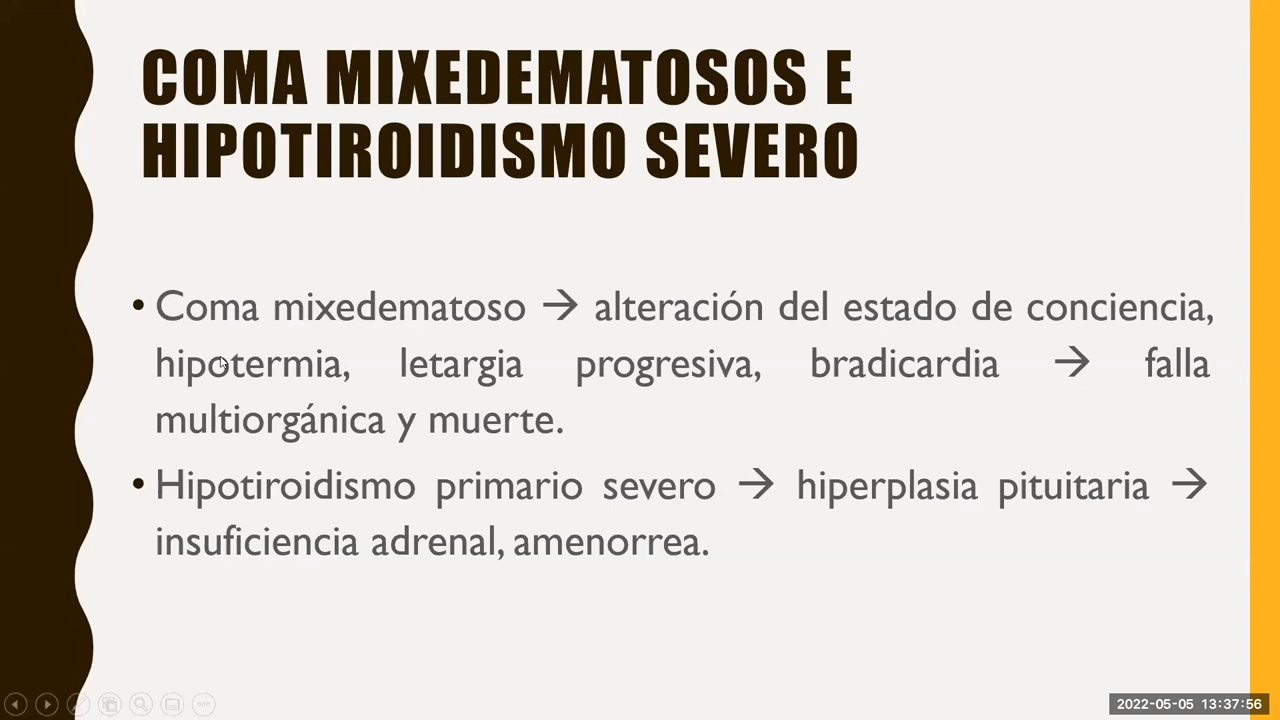 COMA MIXEDEMATOSOS E
HIPOTIROIDISMO SEVERO
• Coma mixedematoso → alteración del estado de conciencia,
hipotermia, letargia progresiva, bradicardia → falla
multiorgánica y muerte.
• Hipotiroidismo primario severo → hiperplasia pituitaria →
insuficiencia adrenal, amenorrea.
2022-05-05 13:37:56